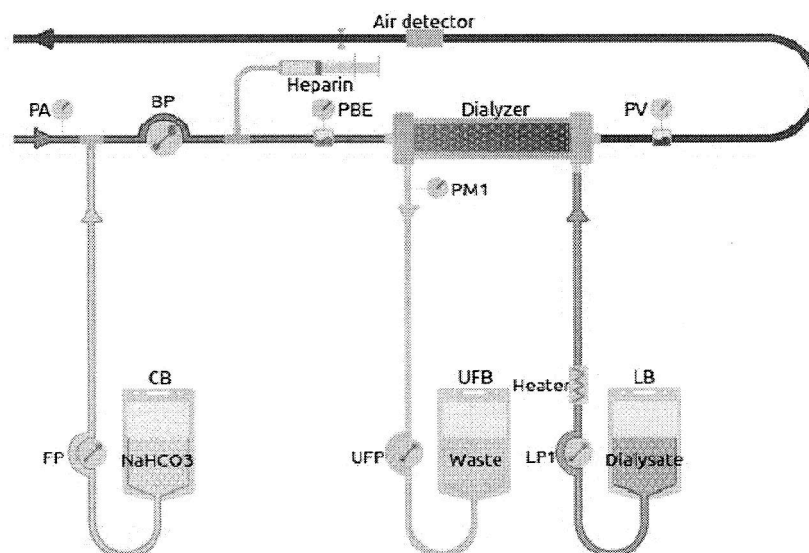 Air detector
Heparin
PA
BP
PBE
Dialyzer
PV
PM1
CB
UFB
Heater
LB
FP
NaHCO3
UFP
Waste
LP1
Dialysate